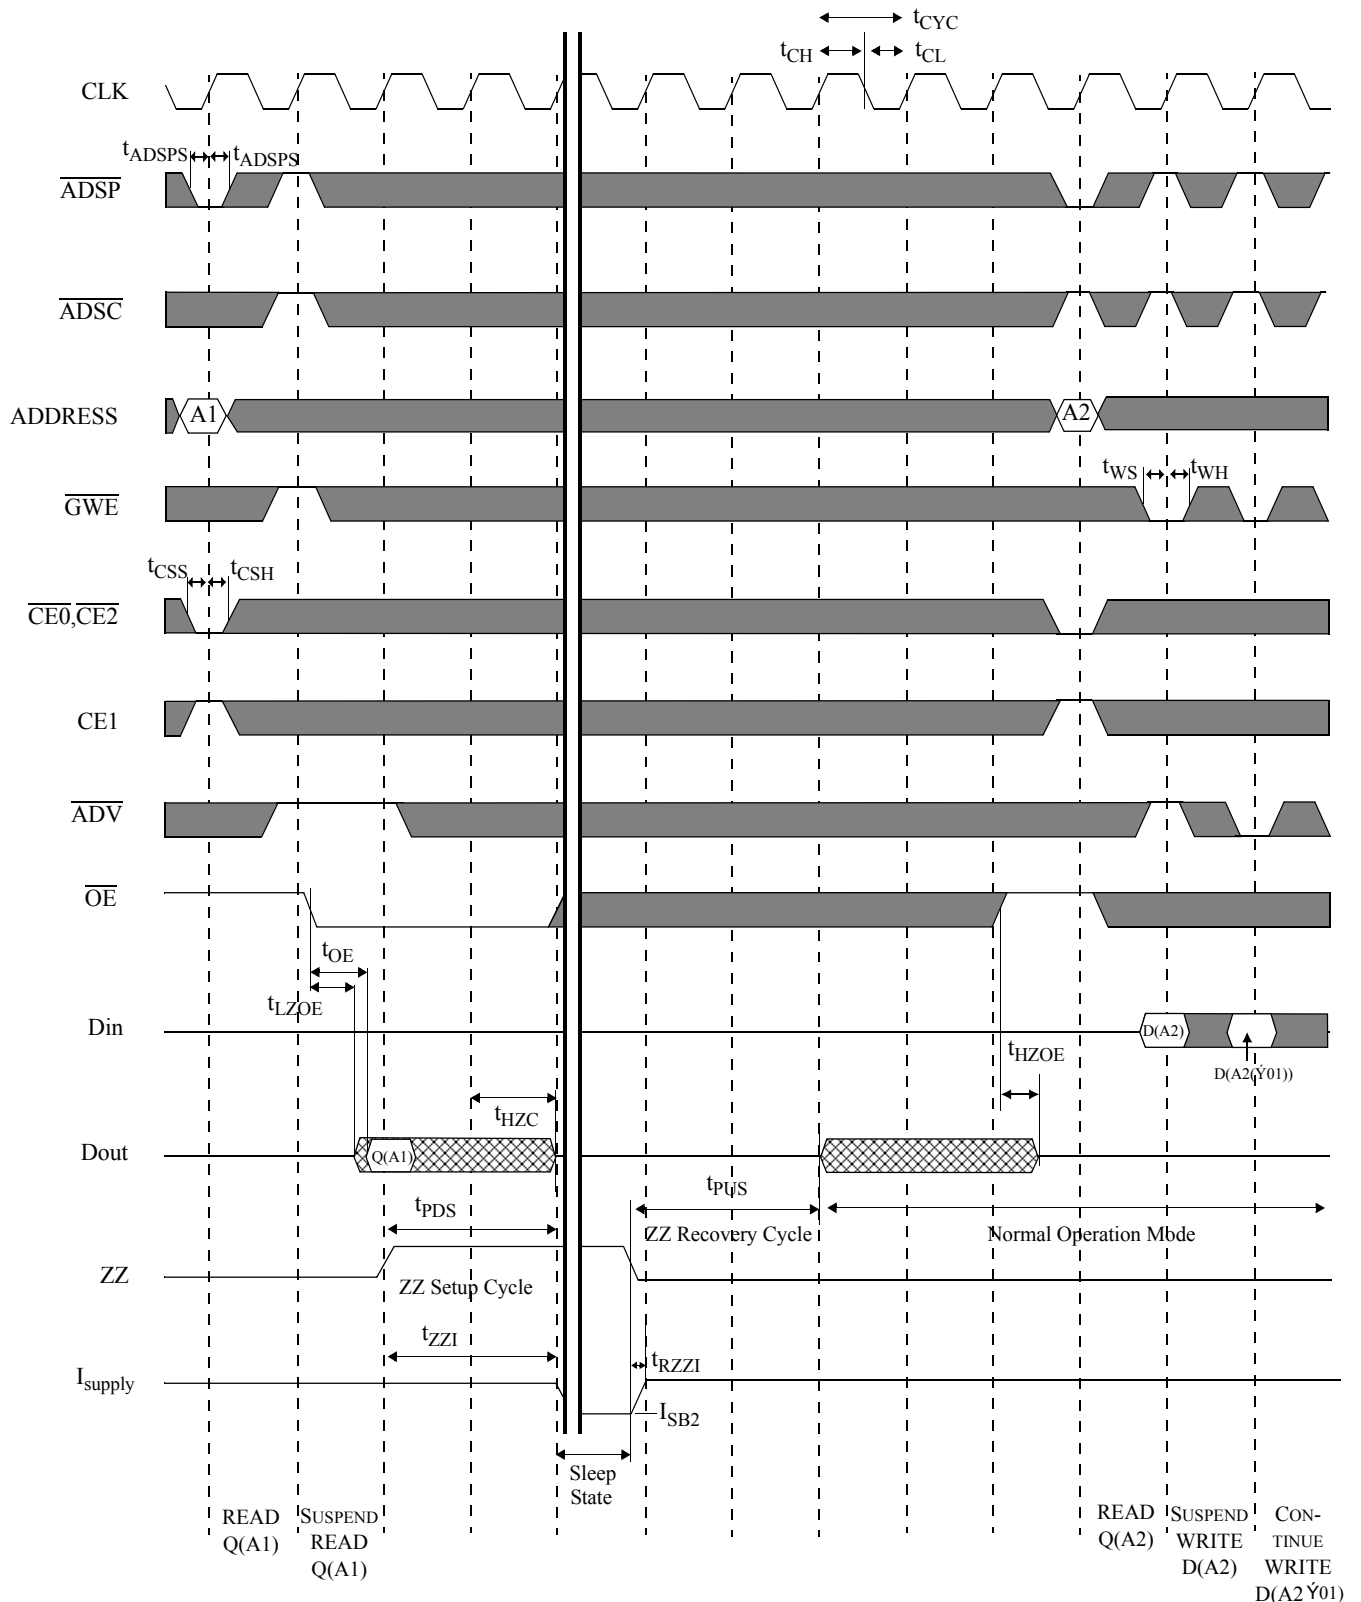 tCYC
tCH tCL
CLK
tADSPS tADSPS
ADSP
ADSC
ADDRESS A1 A2
tWS tWH
GWE
tCSS tCSH
CE0,CE2
CE1
ADV
OE
tOE
tLZOE
Din D(A2)
tHZOE
D(A2(Ý01))
tHZC
Dout Q(A1)
tPUS
tPDS
ZZ Recovery Cycle Normal Operation Mode
ZZ
ZZ Setup Cycle
tZZI
tRZZI
Isupply
ISB2
Sleep
State
READ
Q(A1)
SUSPEND
READ
Q(A1)
READ
Q(A2)
SUSPEND
WRITE
D(A2)
CON-
TINUE
WRITE
D(A2Ý01)